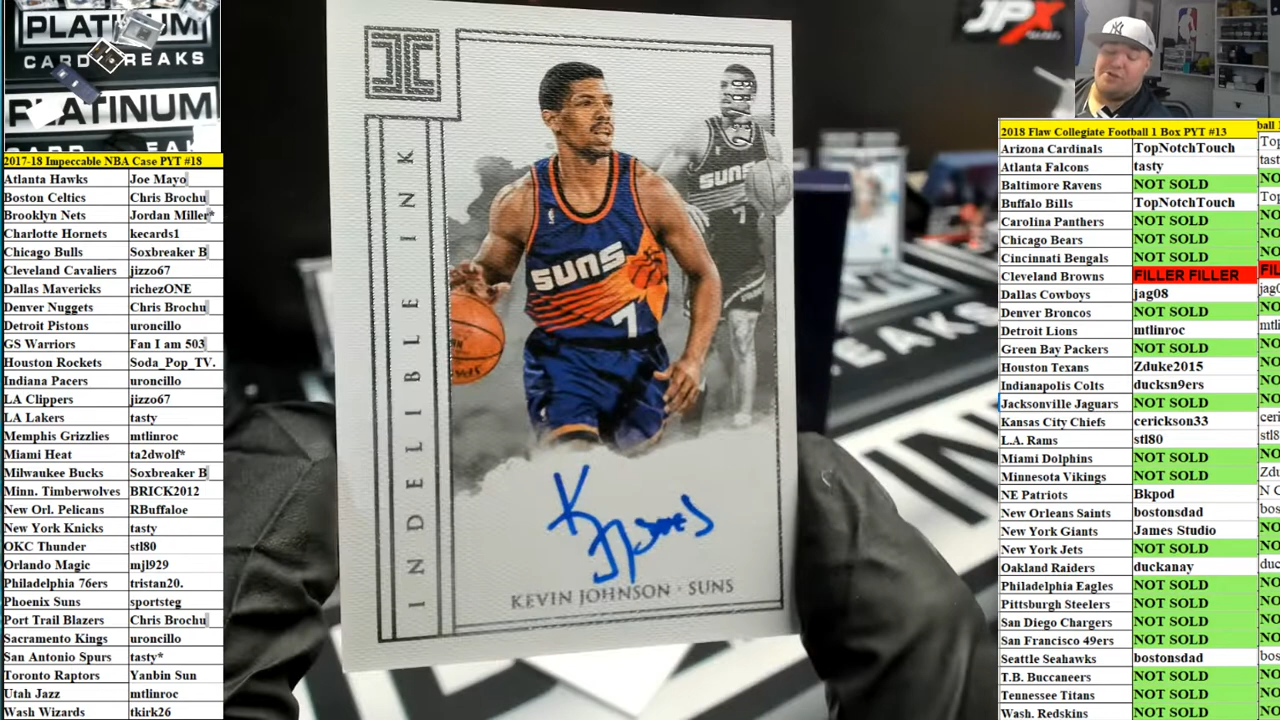 PLATINUM
CARD BREAKS
PLATINUM
2017-18 Impeccable NBA Case PYT #18
Atlanta Hawks Joe Mayo
Boston Celtics Chris Brochu
Brooklyn Nets Jordan Miller*
Charlotte Hornets kecards1
Chicago Bulls Soxbreaker B
Cleveland Cavaliers jizzo67
Dallas Mavericks richezONE
Denver Nuggets Chris Brochu
Detroit Pistons uroncillo
GS Warriors Fan I am 503
Houston Rockets Soda_Pop_TV.
Indiana Pacers uroncillo
LA Clippers jizzo67
LA Lakers tasty
Memphis Grizzlies mtlinroc
Miami Heat ta2dwolf*
Milwaukee Bucks Soxbreaker B
Minn. Timberwolves BRICK2012
New Orl. Pelicans RBuffaloe
New York Knicks tasty
OKC Thunder stl80
Orlando Magic mjl929
Philadelphia 76ers tristan20.
Phoenix Suns sportsteg
Port Trail Blazers Chris Brochu
Sacramento Kings uroncillo
San Antonio Spurs tasty*
Toronto Raptors Yanbin Sun
Utah Jazz mtlinroc
Wash Wizards tkirk26
INDELIBLE INK
SUNS
7
SUNS
7
KEVIN JOHNSON · SUNS
JPX
2018 Flaw Collegiate Football 1 Box PYT #13
Arizona Cardinals TopNotchTouch
Atlanta Falcons tasty
Baltimore Ravens NOT SOLD
Buffalo Bills TopNotchTouch
Carolina Panthers NOT SOLD
Chicago Bears NOT SOLD
Cincinnati Bengals NOT SOLD
Cleveland Browns FILLER FILLER
Dallas Cowboys jag08
Denver Broncos NOT SOLD
Detroit Lions mtlinroc
Green Bay Packers NOT SOLD
Houston Texans Zduke2015
Indianapolis Colts ducksn9ers
Jacksonville Jaguars NOT SOLD
Kansas City Chiefs cerickson33
L.A. Rams stl80
Miami Dolphins NOT SOLD
Minnesota Vikings NOT SOLD
NE Patriots Bkpod
New Orleans Saints bostonsdad
New York Giants James Studio
New York Jets NOT SOLD
Oakland Raiders duckanay
Philadelphia Eagles NOT SOLD
Pittsburgh Steelers NOT SOLD
San Diego Chargers NOT SOLD
San Francisco 49ers NOT SOLD
Seattle Seahawks bostonsdad
T.B. Buccaneers NOT SOLD
Tennessee Titans NOT SOLD
Wash. Redskins NOT SOLD